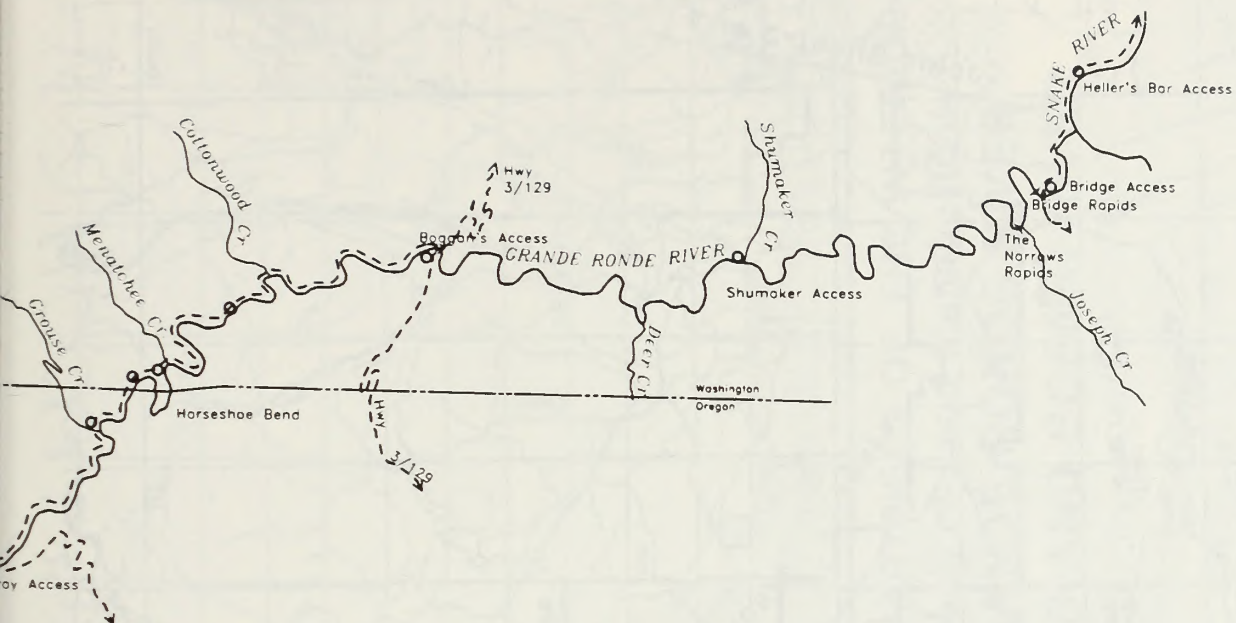 SNAKE RIVER
Heller's Bar Access
Cottonwood Cr
Shumaker Cr
Hwy
3/129
Bridge Access
Bridge Rapids
Menatchee Cr
Boggan's Access
GRANDE RONDE RIVER
The
Narrows
Rapids
Shumaker Access
Grouse Cr
Deer Cr
Joseph Cr
Washington
Oregon
Horseshoe Bend
Hwy
3/129
oy Access